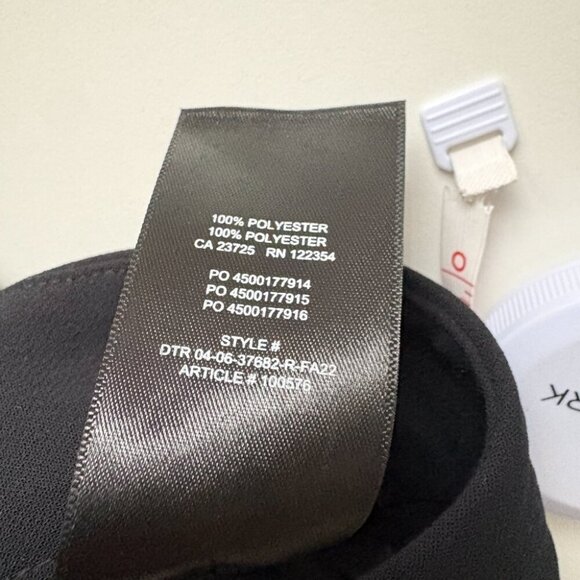 100% POLYESTER
100% POLYESTER
CA 23725 RN 122354
PO 4500177914
PO 4500177915
PO 4500177916
STYLE #
DTR 04-06-37682-R-FA22
ARTICLE # 100576
RK